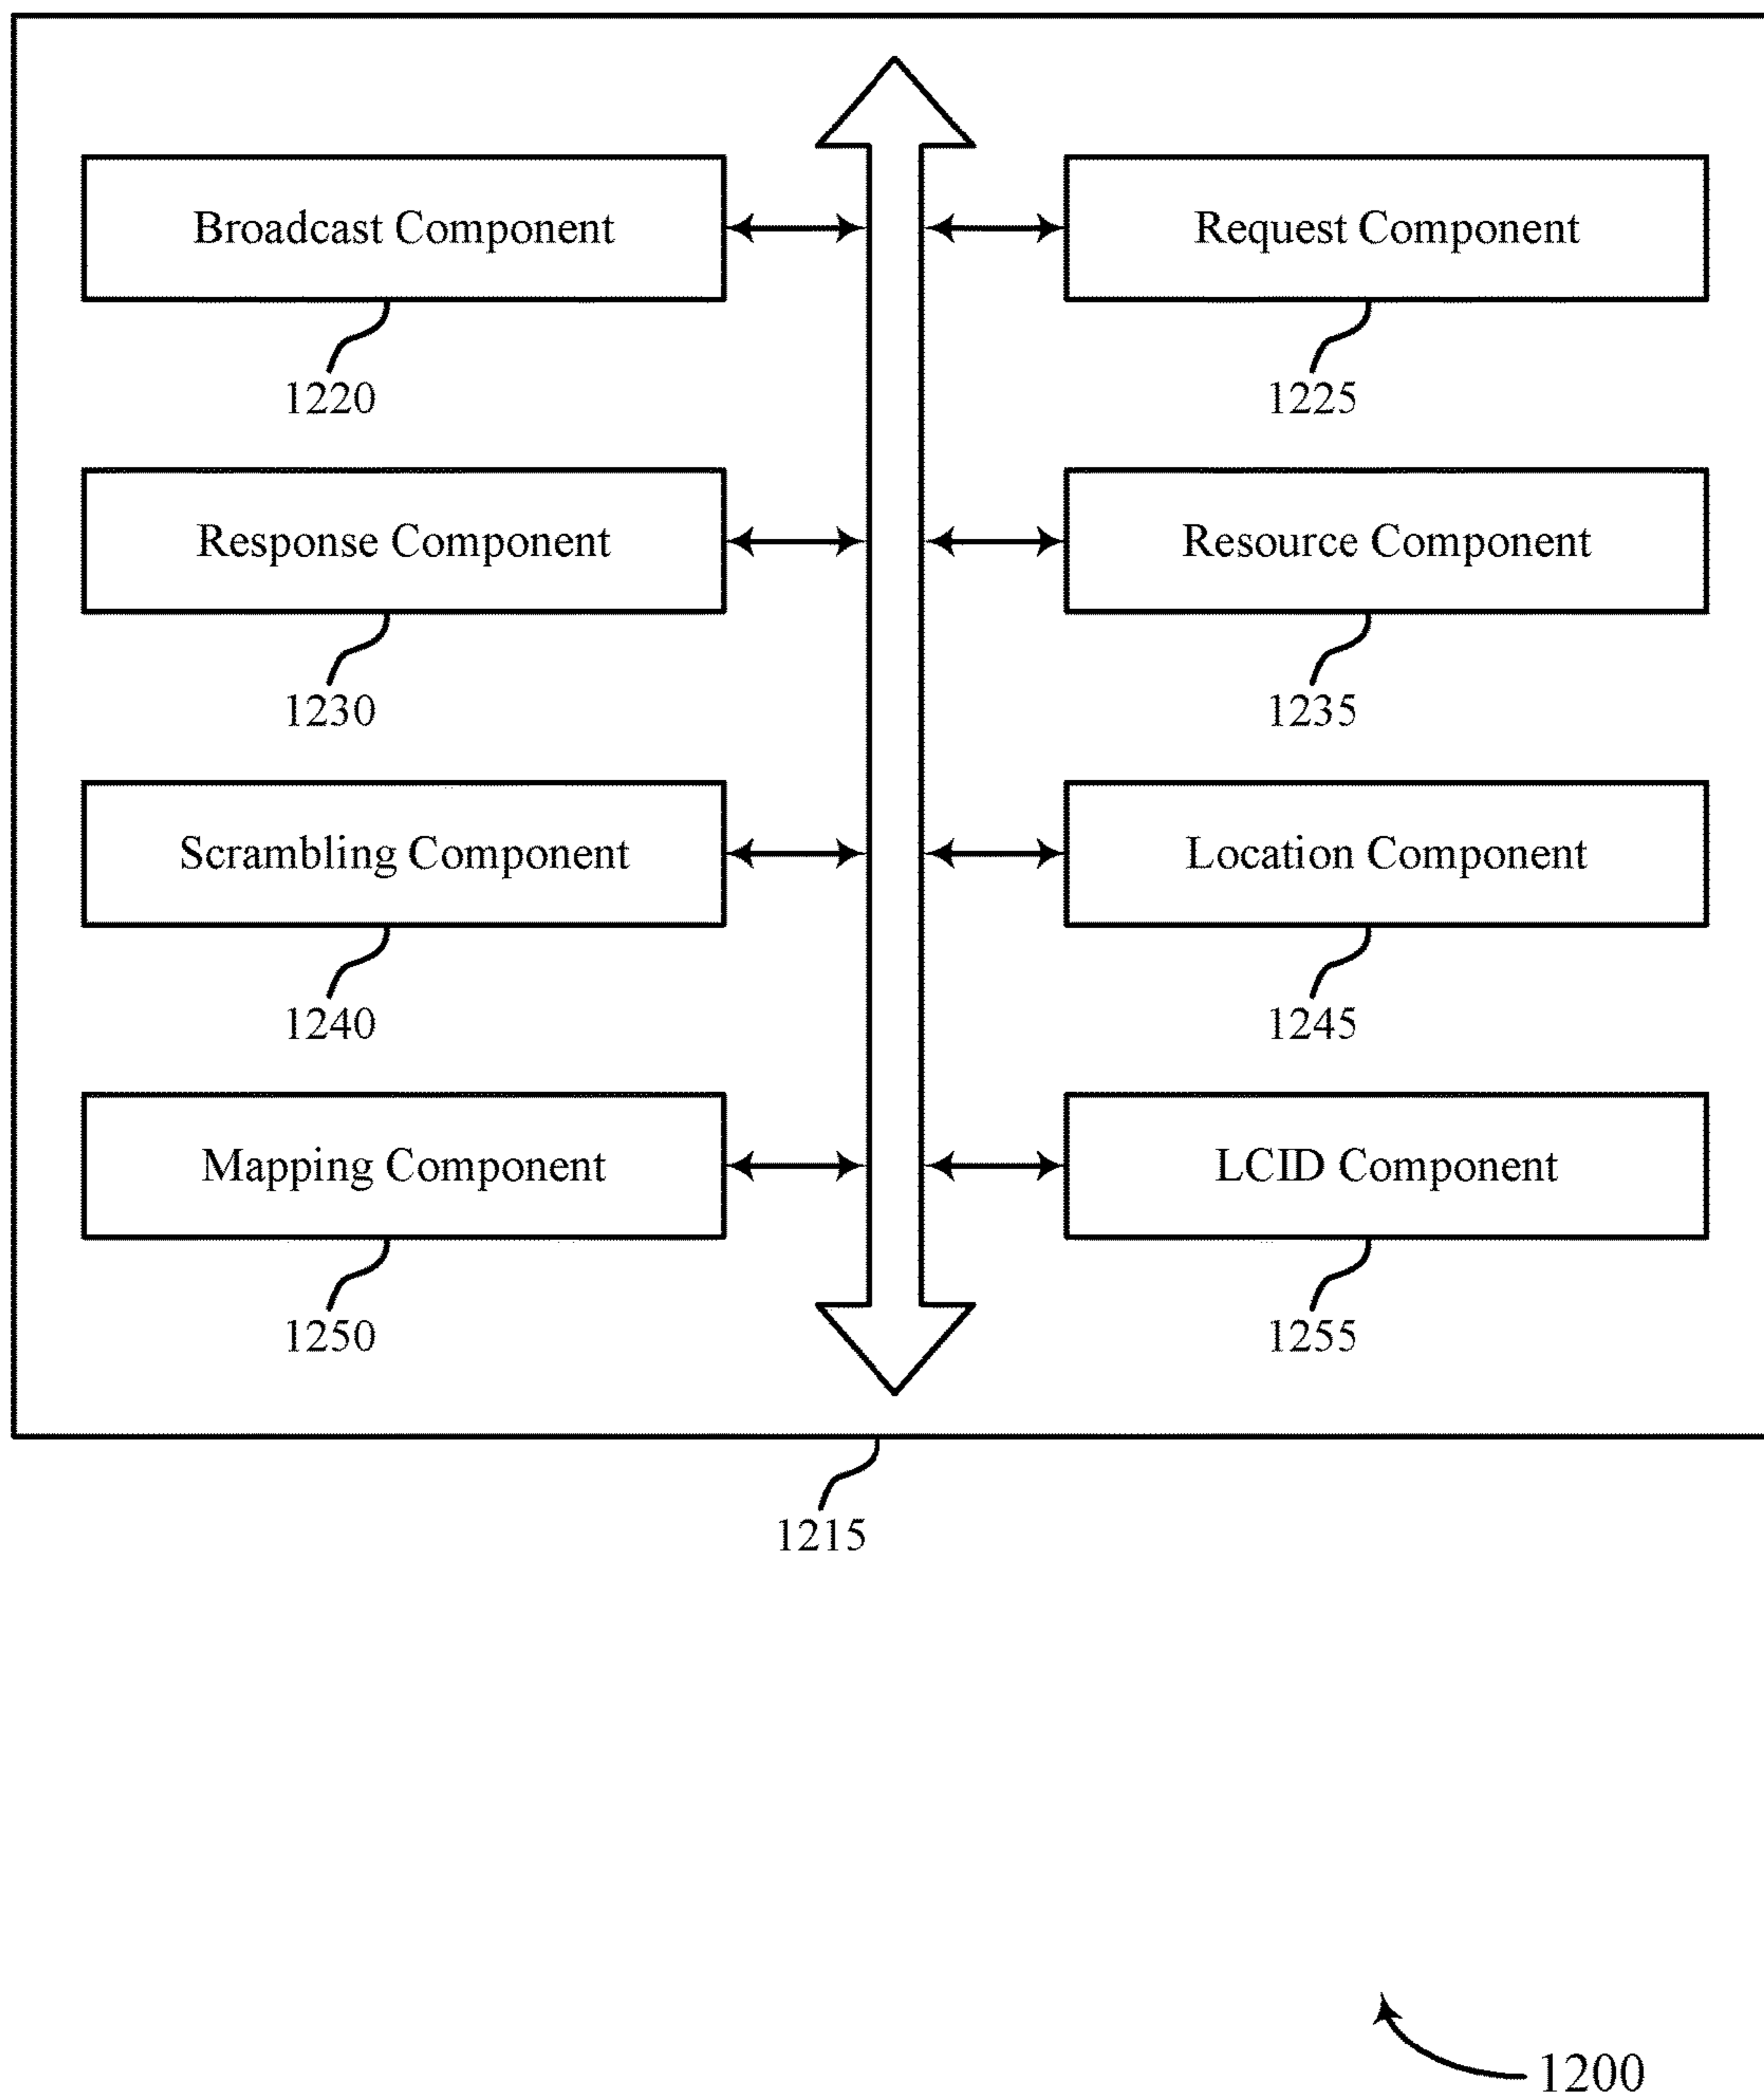 Broadcast Component
Request Component
1220
1225
Response Component
Resource Component
1230
1235
Scrambling Component
Location Component
1240
1245
Mapping Component
LCID Component
1250
1255
1215
1200